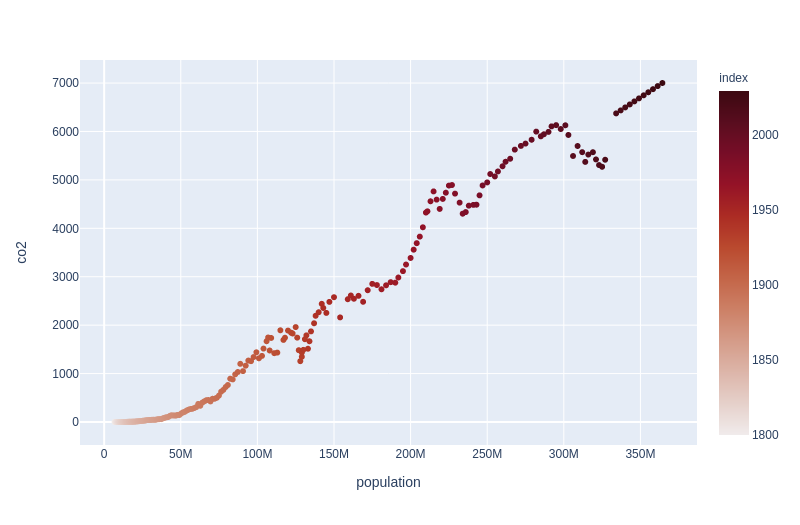 index
7000
6000
5000
4000
3000
2000
1000
0
co2
0
50M
100M
150M
200M
250M
300M
350M
population
2000
1950
1900
1850
1800